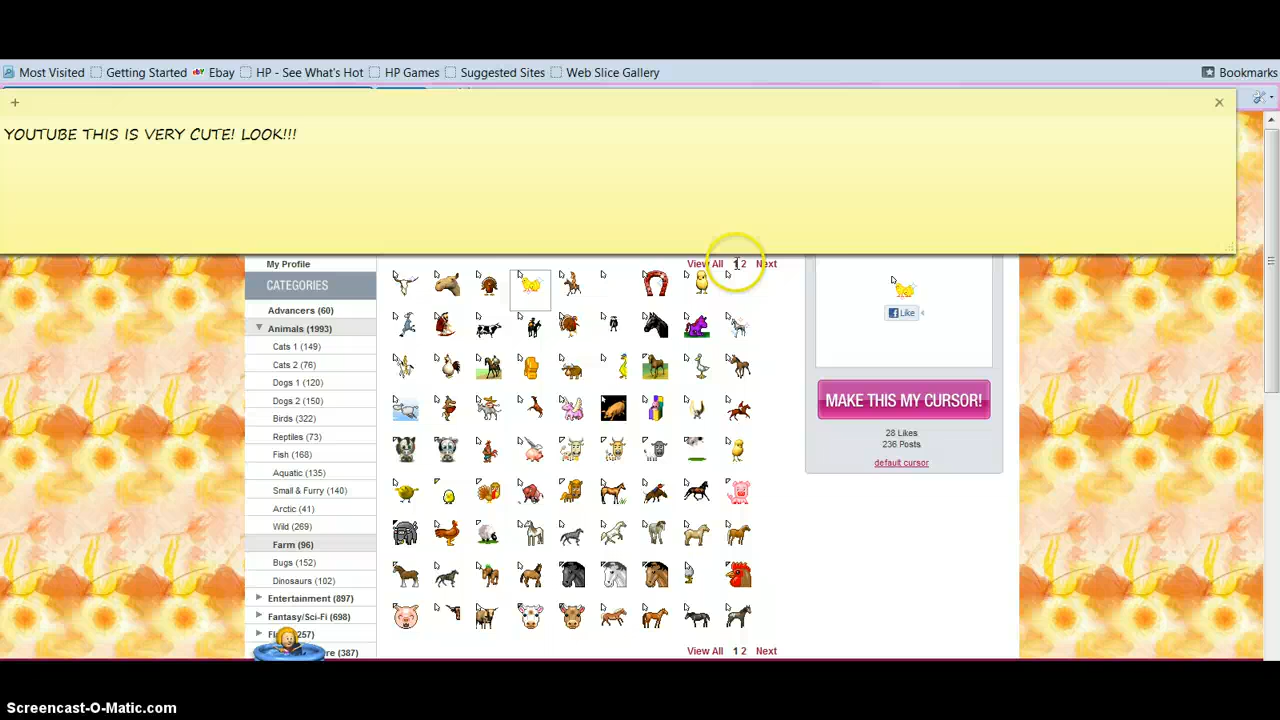 Most Visited Getting Started Ebay HP - See What's Hot HP Games Suggested Sites Web Slice Gallery Bookmarks
YOUTUBE THIS IS VERY CUTE! LOOK!!!
My Profile
CATEGORIES
Advancers (60)
Animals (1993)
Cats 1 (149)
Cats 2 (76)
Dogs 1 (120)
Dogs 2 (150)
Birds (322)
Reptiles (73)
Fish (168)
Aquatic (135)
Small & Furry (140)
Arctic (41)
Wild (269)
Farm (96)
Bugs (152)
Dinosaurs (102)
Entertainment (897)
Fantasy/Sci-Fi (698)
257)
(387)
View All 1 2 Next
View All 1 2 Next
Like 4
MAKE THIS MY CURSOR!
28 Likes
236 Posts
default cursor
Screencast-O-Matic.com